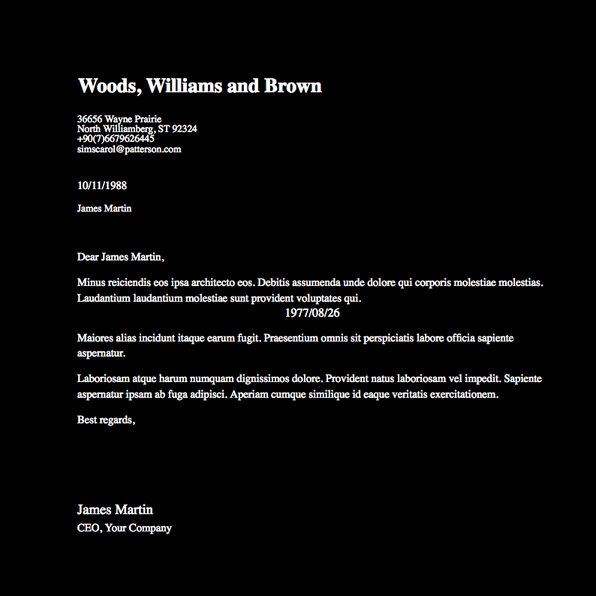 Woods, Williams and Brown
36656 Wayne Prairie
North Williamberg, ST 92324
+90(7)6679626445
simscarol@patterson.com
10/11/1988
James Martin
Dear James Martin,
Minus reiciendis eos ipsa architecto eos. Debitis assumenda unde dolore qui corporis molestiae molestias.
Laudantium laudantium molestiae sunt provident voluptates qui.
1977/08/26
Maiores alias incidunt itaque earum fugit. Praesentium omnis sit perspiciatis labore officia sapiente
aspernatur.
Laboriosam atque harum numquam dignissimos dolore. Provident natus laboriosam vel impedit. Sapiente
aspernatur ipsam ab fuga adipisci. Aperiam cumque similique id eaque veritatis exercitationem.
Best regards,
James Martin
CEO, Your Company